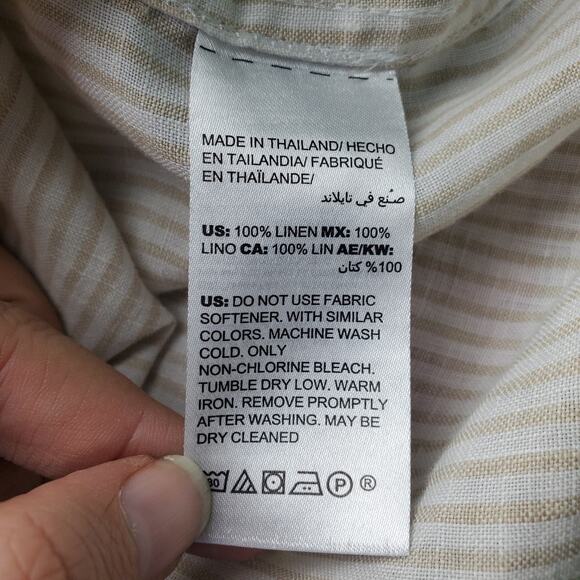 MADE IN THAILAND/ HECHO
EN TAILANDIA/ FABRIQUÉ
EN THAÏLANDE/
صُنع في تايلاند
US: 100% LINEN MX: 100%
LINO CA: 100% LIN AE/KW:
100% كتان
US: DO NOT USE FABRIC
SOFTENER. WITH SIMILAR
COLORS. MACHINE WASH
COLD. ONLY
NON-CHLORINE BLEACH.
TUMBLE DRY LOW. WARM
IRON. REMOVE PROMPTLY
AFTER WASHING. MAY BE
DRY CLEANED
30 P ®